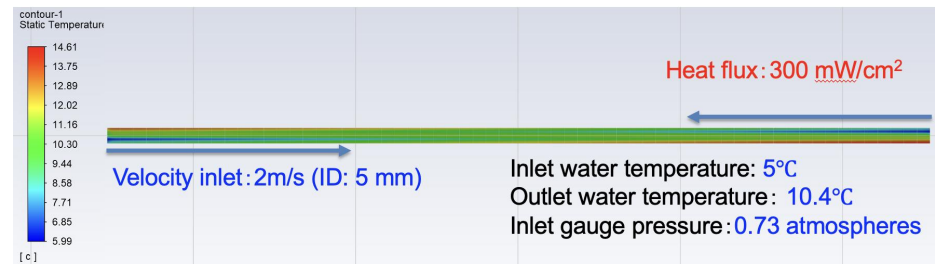 contour-1
Static Temperature
14.61
13.75
12.89
12.02
11.16
10.30
9.44
8.58
7.71
6.85
5.99
[ c ]
Heat flux：300 mW/cm²
Velocity inlet：2m/s (ID: 5 mm)
Inlet water temperature: 5℃
Outlet water temperature：10.4℃
Inlet gauge pressure：0.73 atmospheres